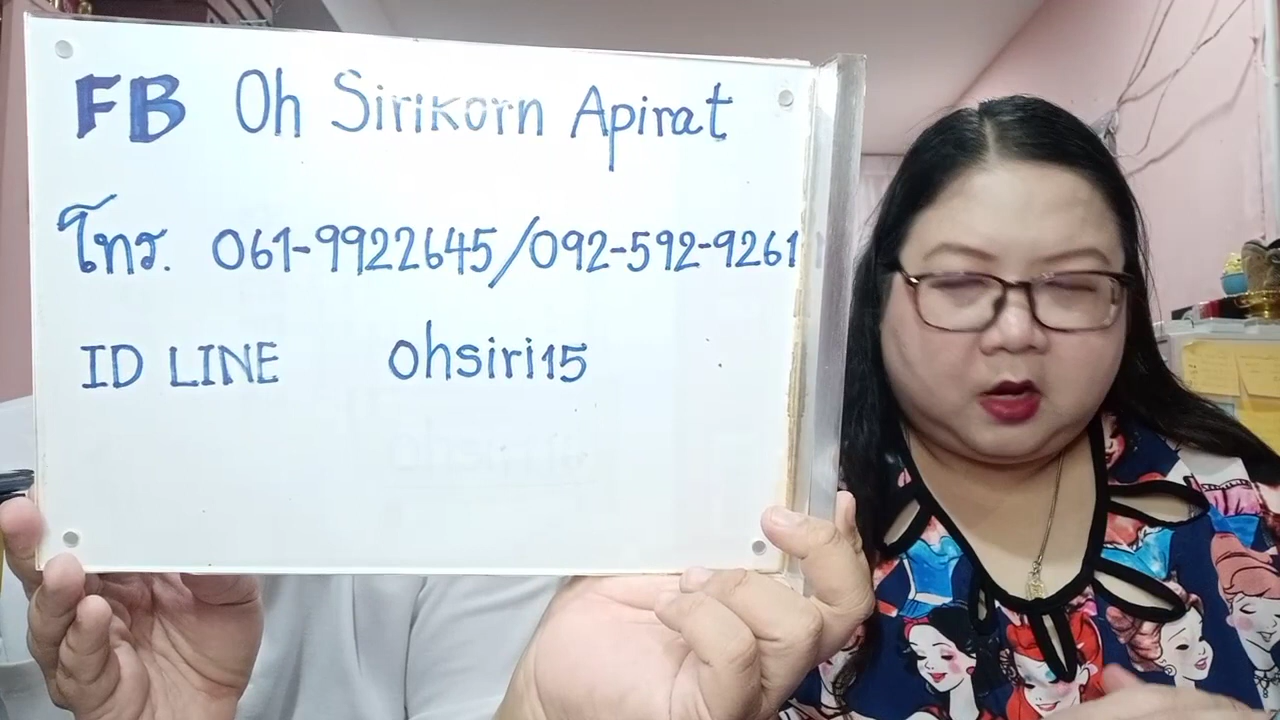 FB Oh Sirikorn Apirat
โทร. 061-9922645/092-592-9261
ID LINE ohsiri15